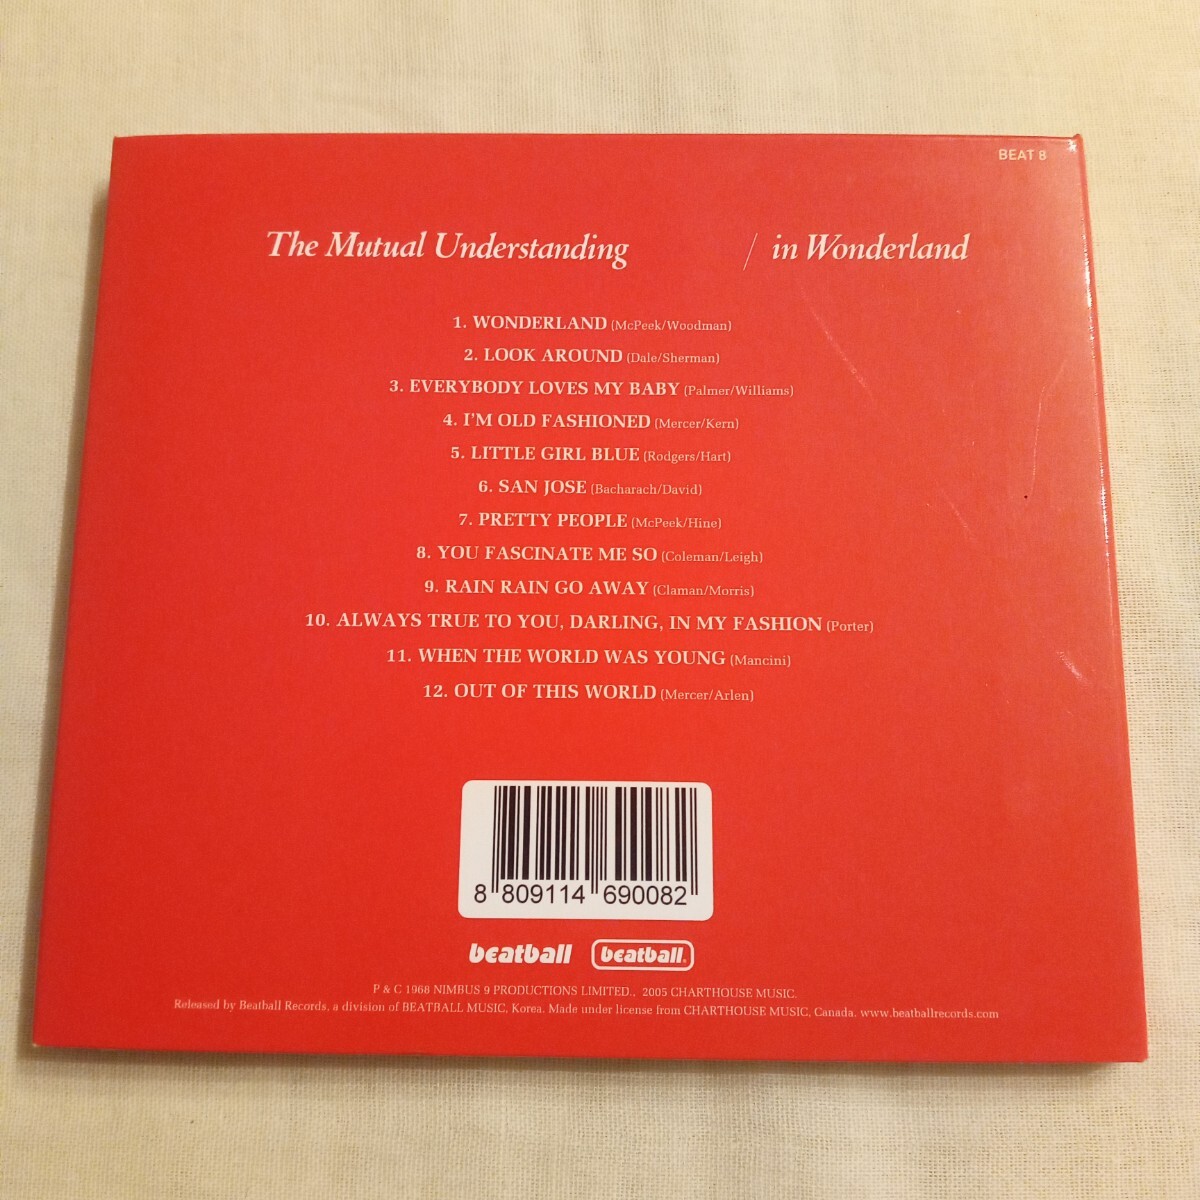 BEAT 8
The Mutual Understanding / in Wonderland
1. WONDERLAND (McPeek/Woodman)
2. LOOK AROUND (Dale/Sherman)
3. EVERYBODY LOVES MY BABY (Palmer/Williams)
4. I'M OLD FASHIONED (Mercer/Kern)
5. LITTLE GIRL BLUE (Rodgers/Hart)
6. SAN JOSE (Bacharach/David)
7. PRETTY PEOPLE (McPeek/Hine)
8. YOU FASCINATE ME SO (Coleman/Leigh)
9. RAIN RAIN GO AWAY (Claman/Morris)
10. ALWAYS TRUE TO YOU, DARLING, IN MY FASHION (Porter)
11. WHEN THE WORLD WAS YOUNG (Mancini)
12. OUT OF THIS WORLD (Mercer/Arlen)
8 809114 690082
beatball beatball®
P & C 1968 NIMBUS 9 PRODUCTIONS LIMITED., 2005 CHARTHOUSE MUSIC.
Released by Beatball Records, a division of BEATBALL MUSIC, Korea. Made under license from CHARTHOUSE MUSIC, Canada. www.beatballrecords.com